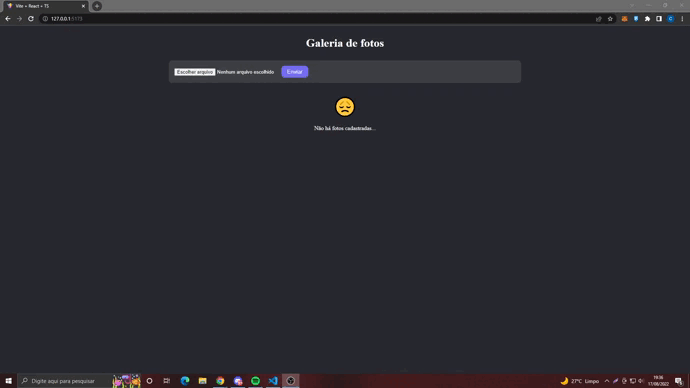 Vite + React + TS
127.0.0.1:5173
Galeria de fotos
Escolher arquivo Nenhum arquivo escolhido Enviar
Não há fotos cadastradas...
Digite aqui para pesquisar
27°C Limpo
19:36
17/08/2022